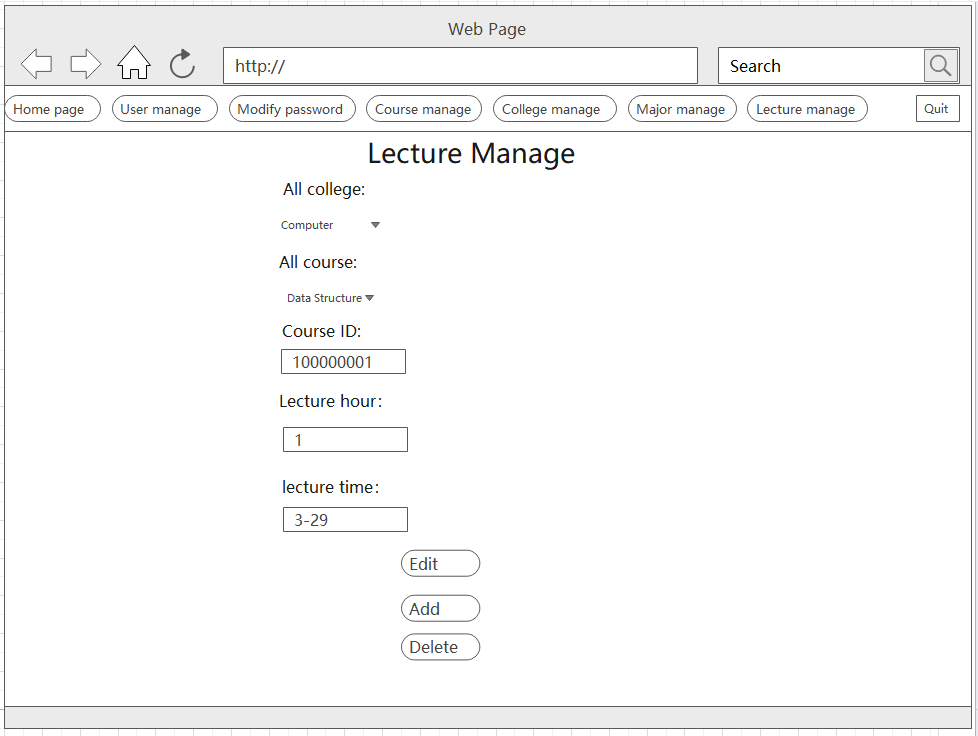 Web Page
http://
Search
Home page User manage Modify password Course manage College manage Major manage Lecture manage Quit
Lecture Manage
All college:
Computer
All course:
Data Structure
Course ID:
100000001
Lecture hour:
1
lecture time:
3-29
Edit
Add
Delete